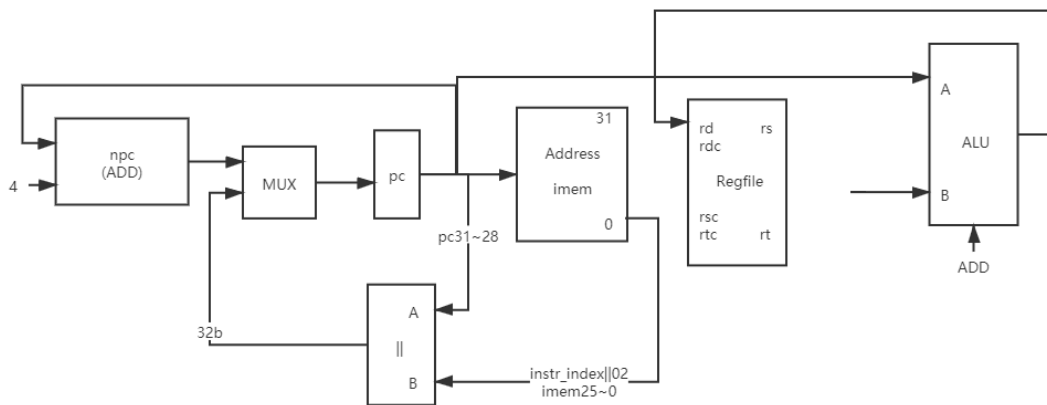 4
npc
(ADD)
MUX
pc
pc31~28
31
Address
imem
0
rd rs
rdc
Regfile
rsc
rtc rt
A
ALU
B
ADD
32b
A
||
B
instr_index||02
imem25~0